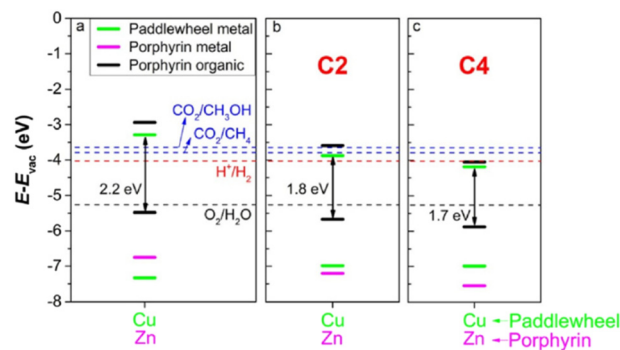 E-Evac (eV)
0
-1
-2
-3
-4
-5
-6
-7
-8
a
Paddlewheel metal
Porphyrin metal
Porphyrin organic
CO2/CH3OH
CO2/CH4
H+/H2
2.2 eV
O2/H2O
b
C2
1.8 eV
c
C4
1.7 eV
Cu
Zn
Cu
Zn
Cu
Zn
Paddlewheel
Porphyrin